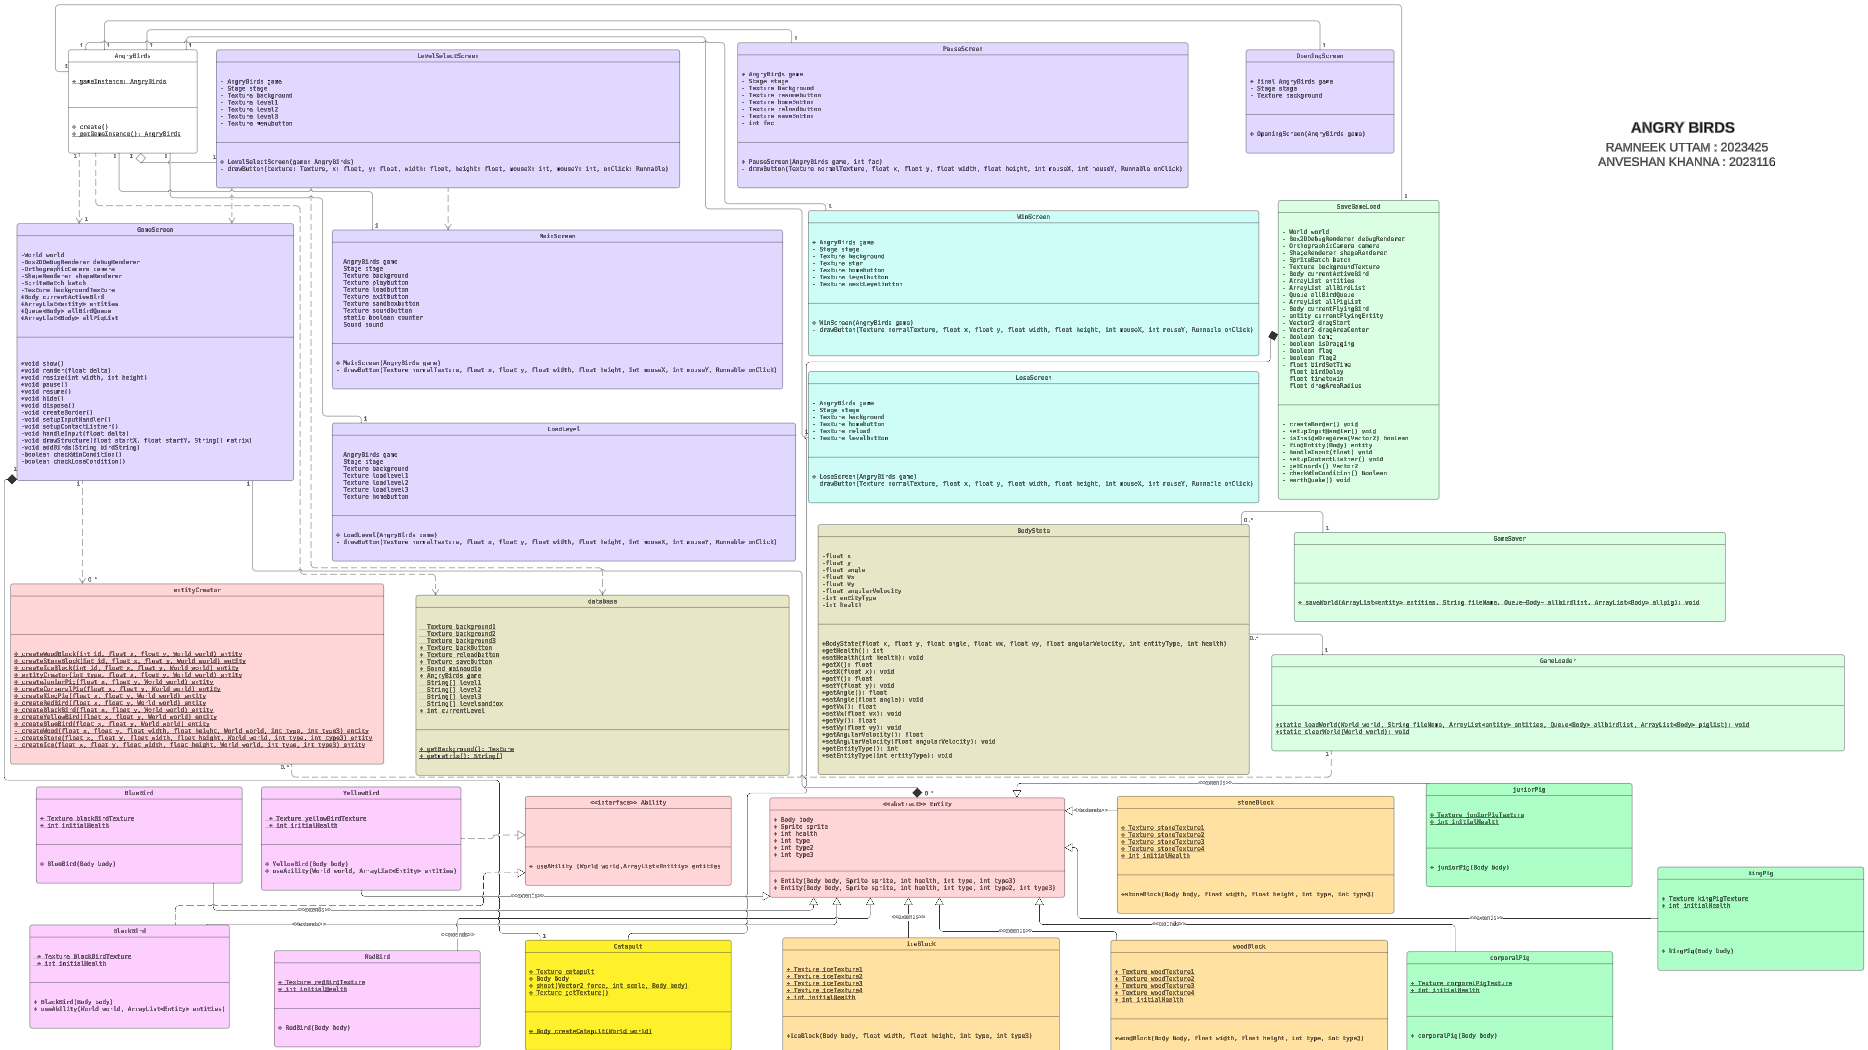 ANGRY BIRDS
RAMNEEK UTTAM : 2023425
ANVESHAN KHANNA : 2023116
AngryBirds
+ gameInstance: AngryBirds
+ create()
+ getGameInsance(): AngryBirds
LevelSelectScreen
- AngryBirds game
- Stage stage
- Texture background
- Texture level1
- Texture level2
- Texture level3
- Texture menubutton
+ LevelSelectScreen(game: AngryBirds)
- drawButton(texture: Texture, x: float, y: float, width: float, height: float, mouseX: int, mouseY: int, onClick: Runnable)
PauseScreen
+ AngryBirds game
- Stage stage
- Texture Background
- Texture resumebutton
- Texture homebutton
- Texture reloadbutton
- Texture savebutton
- int fac
+ PauseScreen(AngryBirds game, int fac)
- drawButton(Texture normalTexture, float x, float y, float width, float height, int mouseX, int mouseY, Runnable onClick)
OpeningScreen
+ final AngryBirds game
- Stage stage
- Texture background
+ OpeningScreen(AngryBirds game)
GameScreen
-World world
-Box2DDebugRenderer debugRenderer
-OrthographicCamera camera
-ShapeRenderer shapeRenderer
-SpriteBatch batch
-Texture backgroundTexture
+Body currentActiveBird
+ArrayList<entity> entities
+Queue<Body> allBirdQueue
+ArrayList<Body> allPigList
+void show()
+void render(float delta)
+void resize(int width, int height)
+void pause()
+void resume()
+void hide()
+void dispose()
-void createBorder()
-void setupInputHandler()
-void setupContactListner()
-void handleInput(float delta)
-void drawStructure(float startX, float startY, String[] matrix)
-void addBirds(String birdString)
-boolean checkWinCondition()
-boolean checkLoseCondition()
MainScreen
AngryBirds game
Stage stage
Texture background
Texture playbutton
Texture loadbutton
Texture exitbutton
Texture sandboxbutton
Texture soundbutton
static boolean counter
Sound sound
+ MainScreen(AngryBirds game)
- drawButton(Texture normalTexture, float x, float y, float width, float height, int mouseX, int mouseY, Runnable onClick)
WinScreen
+ AngryBirds game
- Stage stage
- Texture background
- Texture star
- Texture homebutton
- Texture levelbutton
- Texture nextLevelbutton
+ WinScreen(AngryBirds game)
- drawButton(Texture normalTexture, float x, float y, float width, float height, int mouseX, int mouseY, Runnable onClick)
SaveGameLoad
- World world
- Box2DDebugRenderer debugRenderer
- OrthographicCamera camera
- ShapeRenderer shapeRenderer
- SpriteBatch batch
- Texture backgroundTexture
- Body currentActiveBird
- ArrayList entities
- ArrayList allBirdList
- Queue allBirdQueue
- ArrayList allPigList
- Body currentFlyingBird
- entity currentFlyingEntity
- Vector2 dragStart
- Vector2 dragAreaCenter
- boolean temp
- boolean isDragging
- boolean flag
- boolean flag2
- float birdSetTime
float birdDelay
float timetowin
float dragAreaRadius
- createBorder() void
- setupInputHandler() void
- isInsideDragArea(Vector2) boolean
- findEntity(Body) entity
- handleInput(float) void
- setupContactListner() void
- getCoords() Vector2
- checkWinCondition() Boolean
- earthQuake() void
LoseScreen
- AngryBirds game
- Stage stage
- Texture background
- Texture homebutton
- Texture reload
- Texture levelbutton
+ LoseScreen(AngryBirds game)
drawButton(Texture normalTexture, float x, float y, float width, float height, int mouseX, int mouseY, Runnable onClick)
LoadLevel
AngryBirds game
Stage stage
Texture background
Texture loadlevel1
Texture loadlevel2
Texture loadlevel3
Texture homebutton
+ LoadLevel(AngryBirds game)
- drawButton(Texture normalTexture, float x, float y, float width, float height, int mouseX, int mouseY, Runnable onClick)
BodyState
-float x
-float y
-float angle
-float vx
-float vy
-float angularVelocity
-int entityType
-int health
+BodyState(float x, float y, float angle, float vx, float vy, float angularVelocity, int entityType, int health)
+getHealth(): int
+setHealth(int health): void
+getX(): float
+setX(float x): void
+getY(): float
+setY(float y): void
+getAngle(): float
+setAngle(float angle): void
+getVx(): float
+setVx(float vx): void
+getVy(): float
+setVy(float vy): void
+getAngularVelocity(): float
+setAngularVelocity(float angularVelocity): void
+getEntityType(): int
+setEntityType(int entityType): void
GameSaver
+ saveWorld(ArrayList<entity> entities, String fileName, Queue<Body> allbirdlist, ArrayList<Body> allpig): void
GameLoader
+static loadWorld(World world, String fileName, ArrayList<entity> entities, Queue<Body> allbirdlist, ArrayList<Body> piglist): void
+static clearWorld(World world): void
entityCreator
+ createWoodBlock(int id, float x, float y, World world) entity
+ createStoneBlock(int id, float x, float y, World world) entity
+ createIceBlock(int id, float x, float y, World world) entity
+ entityCreator(int type, float x, float y, World world) entity
+ createJuniorPig(float x, float y, World world) entity
+ createCorporalPig(float x, float y, World world) entity
+ createKingPig(float x, float y, World world) entity
+ createRedBird(float x, float y, World world) entity
+ createBlackBird(float x, float y, World world) entity
+ createYellowBird(float x, float y, World world) entity
+ createBlueBird(float x, float y, World world) entity
- createWood(float x, float y, float width, float height, World world, int type, int type3) entity
- createStone(float x, float y, float width, float height, World world, int type, int type3) entity
- createIce(float x, float y, float width, float height, World world, int type, int type3) entity
database
Texture background1
Texture background2
Texture background3
+ Texture backButton
+ Texture reloadButton
+ Texture saveButton
+ Sound mainaudio
+ AngryBirds game
String[] level1
String[] level2
String[] level3
String[] levelsandbox
+ int currentLevel
+ getBackground(): Texture
+ getmatrix(): String[]
BlueBird
+ Texture blackBirdTexture
+ int initialHealth
+ BlueBird(Body body)
YellowBird
+ Texture yellowBirdTexture
+ int initialHealth
+ YellowBird(Body body)
+ useAbility(World world, ArrayList<Entity> entities)
<<interface>> Ability
+ useAbility (World world,ArrayList<Entity> entities
<<abstract>> Entity
+ Body body
+ Sprite sprite
+ int health
+ int type
+ int type2
+ int type3
+ Entity(Body body, Sprite sprite, int health, int type, int type3)
+ Entity(Body body, Sprite sprite, int health, int type, int type2, int type3)
stoneBlock
+ Texture stoneTexture1
+ Texture stoneTexture2
+ Texture stoneTexture3
+ Texture stoneTexture4
+ int initialHealth
+stoneBlock(Body body, float width, float height, int type, int type3)
juniorPig
+ Texture juniorPigTexture
+ int initialHealth
+ juniorPig(Body body)
kingPig
+ Texture kingPigTexture
+ int initialHealth
+ kingPig(Body body)
BlackBird
+ Texture blackBirdTexture
+ int initialHealth
+ BlackBird(Body body)
+ useAbility(World world, ArrayList<Entity> entities)
RedBird
+ Texture redBirdTexture
+ int initialHealth
+ RedBird(Body body)
Catapult
+ Texture catapult
+ Body Body
+ shoot(Vector2 force, int scale, Body body)
+ Texture getTexture()
+ Body createCatapult(World world)
iceBlock
+ Texture iceTexture1
+ Texture iceTexture2
+ Texture iceTexture3
+ Texture iceTexture4
+ int initialHealth
+iceBlock(Body body, float width, float height, int type, int type3)
woodBlock
+ Texture woodTexture1
+ Texture woodTexture2
+ Texture woodTexture3
+ Texture woodTexture4
+ int initialHealth
+woodBlock(Body Body, float width, float height, int type, int type3)
corporalPig
+ Texture corporalPigTexture
+ int initialHealth
+ corporalPig(Body body)
<<extends>>
<<extends>>
<<extends>>
<<extends>>
<<extends>>
<<extends>>
<<extends>>
<<extends>>
<<extends>>
<<extends>>